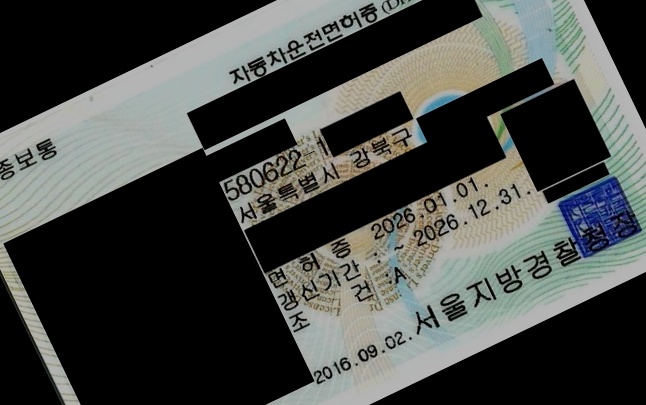 자동차운전면허증
종보통
580622-1
서울특별시 강북구
면 허 증 2026.01.01.
갱신기간 : ~ 2026.12.31.
조 건 :A
2016.09.02. 서울지방경찰청장